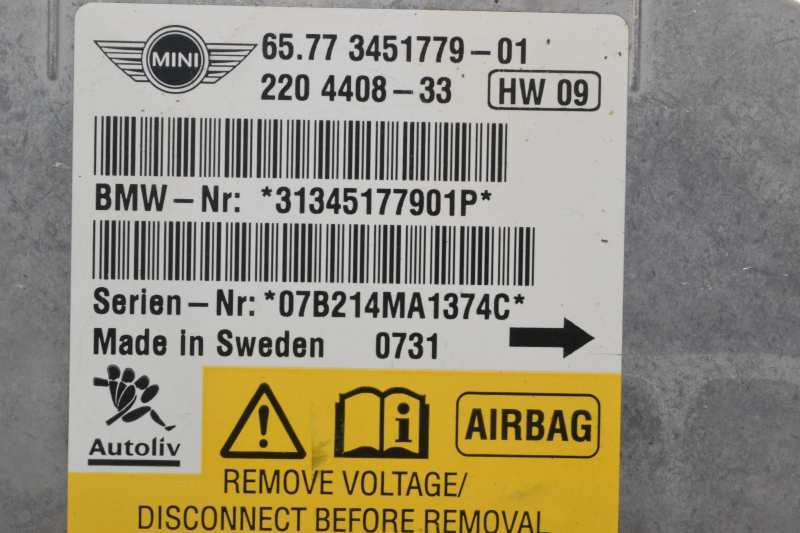 MINI
65.77 3451779-01
220 4408-33 HW 09
BMW-Nr: *31345177901P*
Serien-Nr: *07B214MA1374C*
Made in Sweden 0731
Autoliv
i
AIRBAG
REMOVE VOLTAGE/
DISCONNECT BEFORE REMOVAL